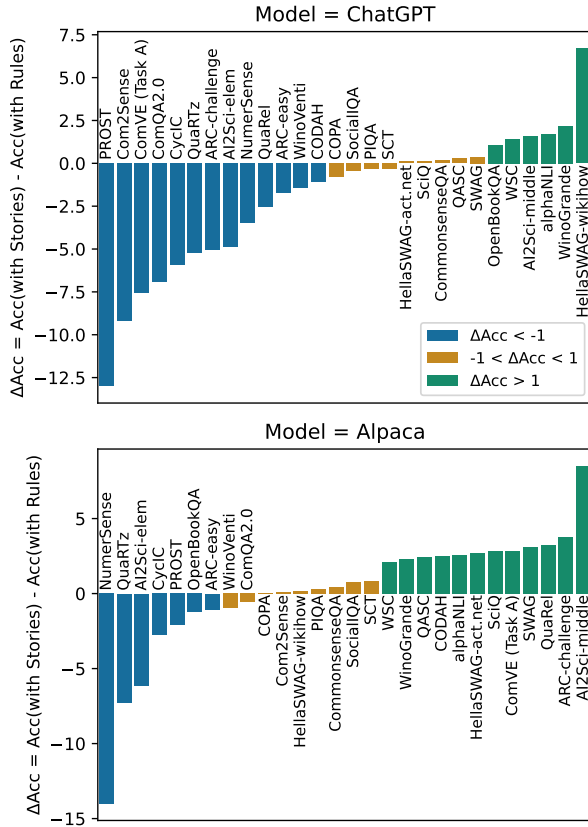 Model = ChatGPT
ΔAcc = Acc(with Stories) - Acc(with Rules)
7.5
5.0
2.5
0.0
−2.5
−5.0
−7.5
−10.0
−12.5
PROST
Com2Sense
ComVE (Task A)
ComQA2.0
CycIC
QuaRTz
ARC-challenge
AI2Sci-elem
NumerSense
QuaRel
ARC-easy
WinoVenti
CODAH
COPA
SocialIQA
PIQA
SCT
HellaSWAG-act.net
SciQ
CommonsenseQA
QASC
SWAG
OpenBookQA
WSC
AI2Sci-middle
alphaNLI
WinoGrande
HellaSWAG-wikihow
ΔAcc < -1
-1 < ΔAcc < 1
ΔAcc > 1
Model = Alpaca
ΔAcc = Acc(with Stories) - Acc(with Rules)
5
0
−5
−10
−15
NumerSense
QuaRTz
AI2Sci-elem
CycIC
PROST
OpenBookQA
ARC-easy
WinoVenti
ComQA2.0
COPA
Com2Sense
HellaSWAG-wikihow
PIQA
CommonsenseQA
SocialIQA
SCT
WSC
WinoGrande
QASC
CODAH
alphaNLI
HellaSWAG-act.net
SciQ
ComVE (Task A)
SWAG
QuaRel
ARC-challenge
AI2Sci-middle